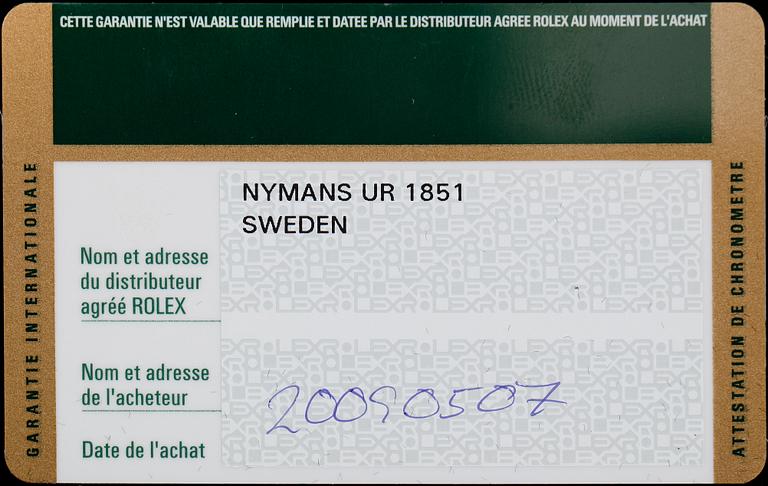 CETTE GARANTIE N'EST VALABLE QUE REMPLIE ET DATEE PAR LE DISTRIBUTEUR AGREE ROLEX AU MOMENT DE L'ACHAT
GARANTIE INTERNATIONALE
NYMANS UR 1851
SWEDEN
Nom et adresse
du distributeur
agréé ROLEX
Nom et adresse
de l'acheteur
20090507
Date de l'achat
ATTESTATION DE CHRONOMETRE